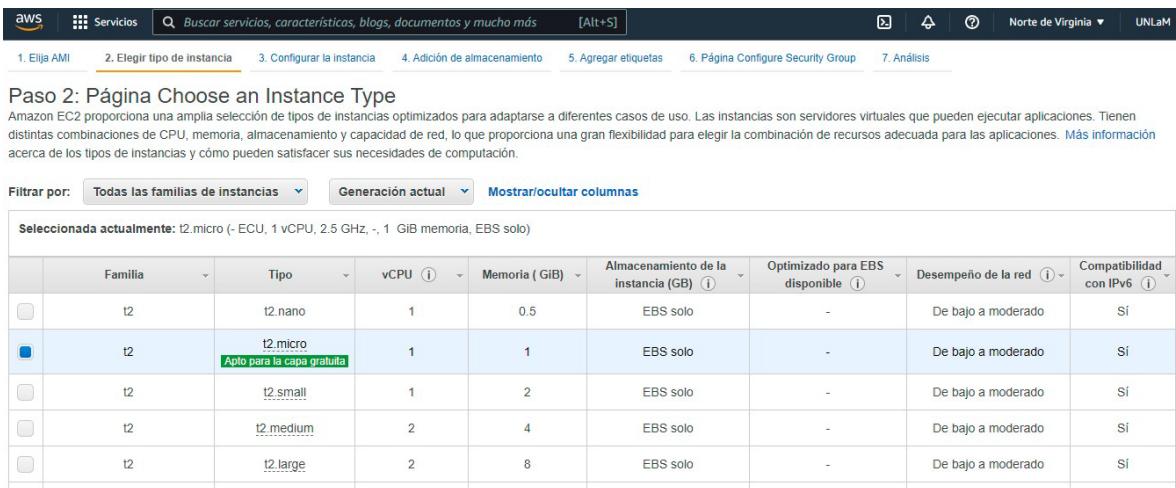 aws Servicios Buscar servicios, características, blogs, documentos y mucho más [Alt+S] Norte de Virginia UNLaM
1. Elija AMI 2. Elegir tipo de instancia 3. Configurar la instancia 4. Adición de almacenamiento 5. Agregar etiquetas 6. Página Configure Security Group 7. Análisis
Paso 2: Página Choose an Instance Type
Amazon EC2 proporciona una amplia selección de tipos de instancias optimizados para adaptarse a diferentes casos de uso. Las instancias son servidores virtuales que pueden ejecutar aplicaciones. Tienen
distintas combinaciones de CPU, memoria, almacenamiento y capacidad de red, lo que proporciona una gran flexibilidad para elegir la combinación de recursos adecuada para las aplicaciones. Más información
acerca de los tipos de instancias y cómo pueden satisfacer sus necesidades de computación.
Filtrar por: Todas las familias de instancias Generación actual Mostrar/ocultar columnas
Seleccionada actualmente: t2.micro (- ECU, 1 vCPU, 2.5 GHz, -, 1 GiB memoria, EBS solo)
Familia Tipo vCPU Memoria ( GiB) Almacenamiento de la instancia (GB) Optimizado para EBS disponible Desempeño de la red Compatibilidad con IPv6
t2 t2.nano 1 0.5 EBS solo - De bajo a moderado Sí
t2 t2.micro Apto para la capa gratuita 1 1 EBS solo - De bajo a moderado Sí
t2 t2.small 1 2 EBS solo - De bajo a moderado Sí
t2 t2.medium 2 4 EBS solo - De bajo a moderado Sí
t2 t2.large 2 8 EBS solo - De bajo a moderado Sí